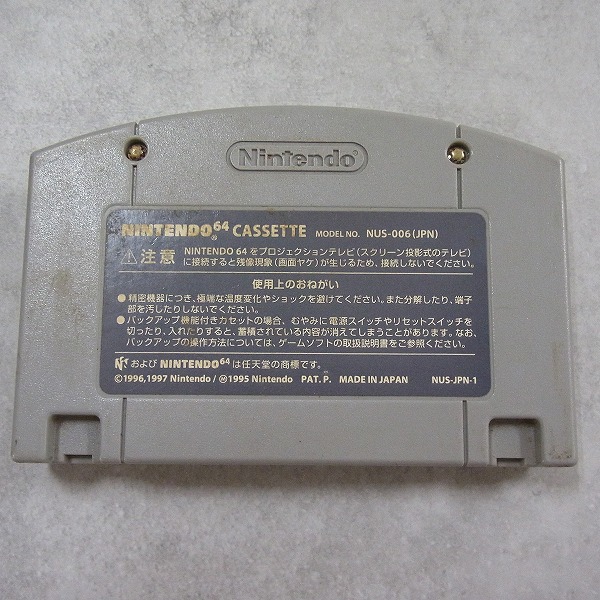 Nintendo®
NINTENDO64® CASSETTE MODEL NO. NUS-006(JPN)
⚠注意 NINTENDO 64 をプロジェクションテレビ(スクリーン投影式のテレビ)
に接続すると残像現象(画面ヤケ)が生じるため、接続しないでください。
使用上のおねがい
●精密機器につき、極端な温度変化やショックを避けてください。また分解したり、端子
部を汚したりしないでください。
●バックアップ機能付きカセットの場合、むやみに電源スイッチやリセットスイッチを
切ったり、入れたりすると、蓄積されている内容が消えてしまうことがあります。なお、
バックアップの操作方法については、ゲームソフトの取扱説明書をご参照ください。
および NINTENDO64 は任天堂の商標です。
©1996,1997 Nintendo/Ⓜ1995 Nintendo PAT. P. MADE IN JAPAN NUS-JPN-1